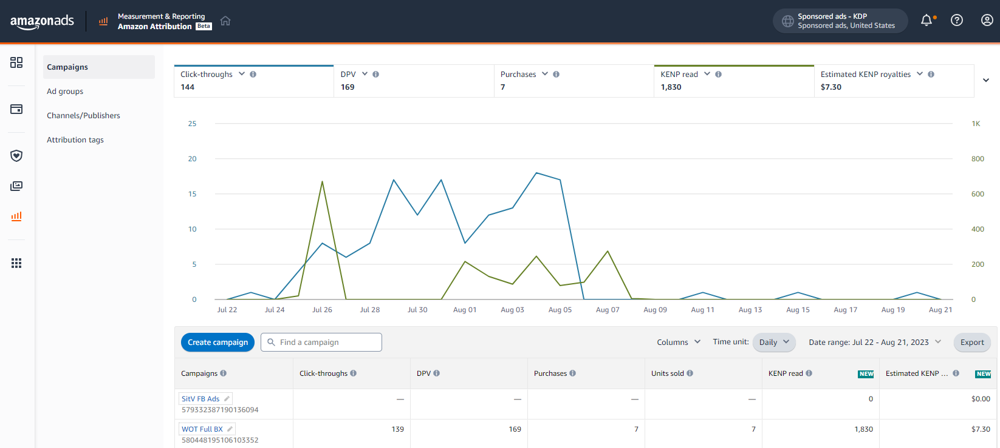 amazonads
Measurement & Reporting
Amazon Attribution Beta
Sponsored ads - KDP
Sponsored ads, United States
Campaigns
Ad groups
Channels/Publishers
Attribution tags
Click-throughs
144
DPV
169
Purchases
7
KENP read
1,830
Estimated KENP royalties
$7.30
25 1K
20 800
15 600
10 400
5 200
0 0
Jul 22 Jul 24 Jul 26 Jul 28 Jul 30 Aug 01 Aug 03 Aug 05 Aug 07 Aug 09 Aug 11 Aug 13 Aug 15 Aug 17 Aug 19 Aug 21
Create campaign Find a campaign Columns Time unit: Daily Date range: Jul 22 - Aug 21, 2023 Export
Campaigns Click-throughs DPV Purchases Units sold KENP read NEW Estimated KENP ... NEW
SitV FB Ads — — — — 0 $0.00
579332387190136094
WOT Full BX 139 169 7 7 1,830 $7.30
580448195106103352